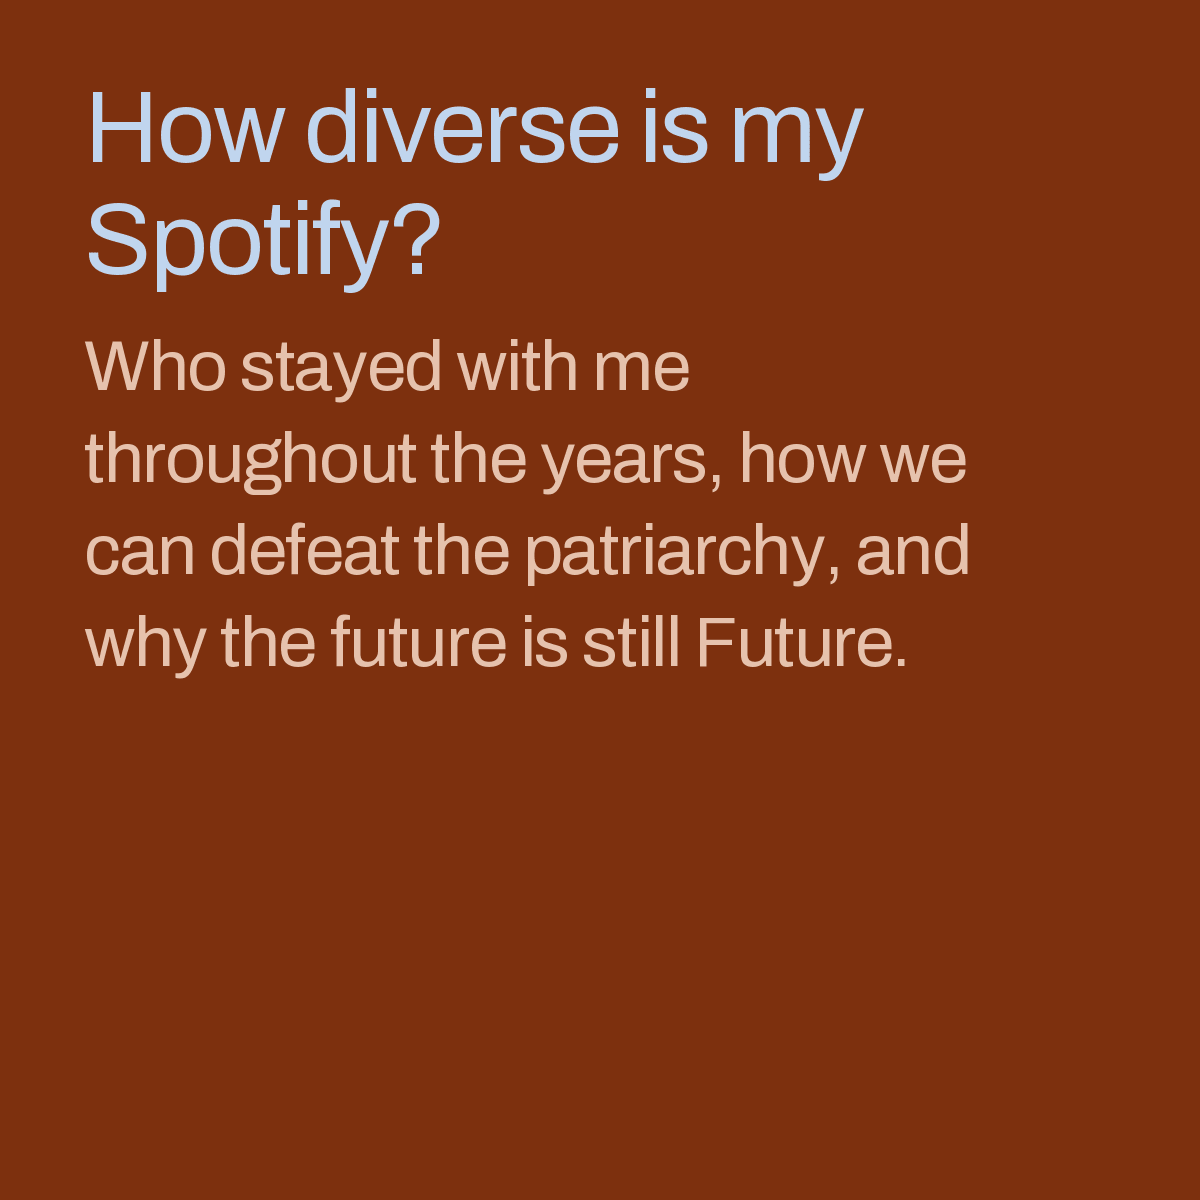 How diverse is my
Spotify?
Who stayed with me
throughout the years, how we
can defeat the patriarchy, and
why the future is still Future.